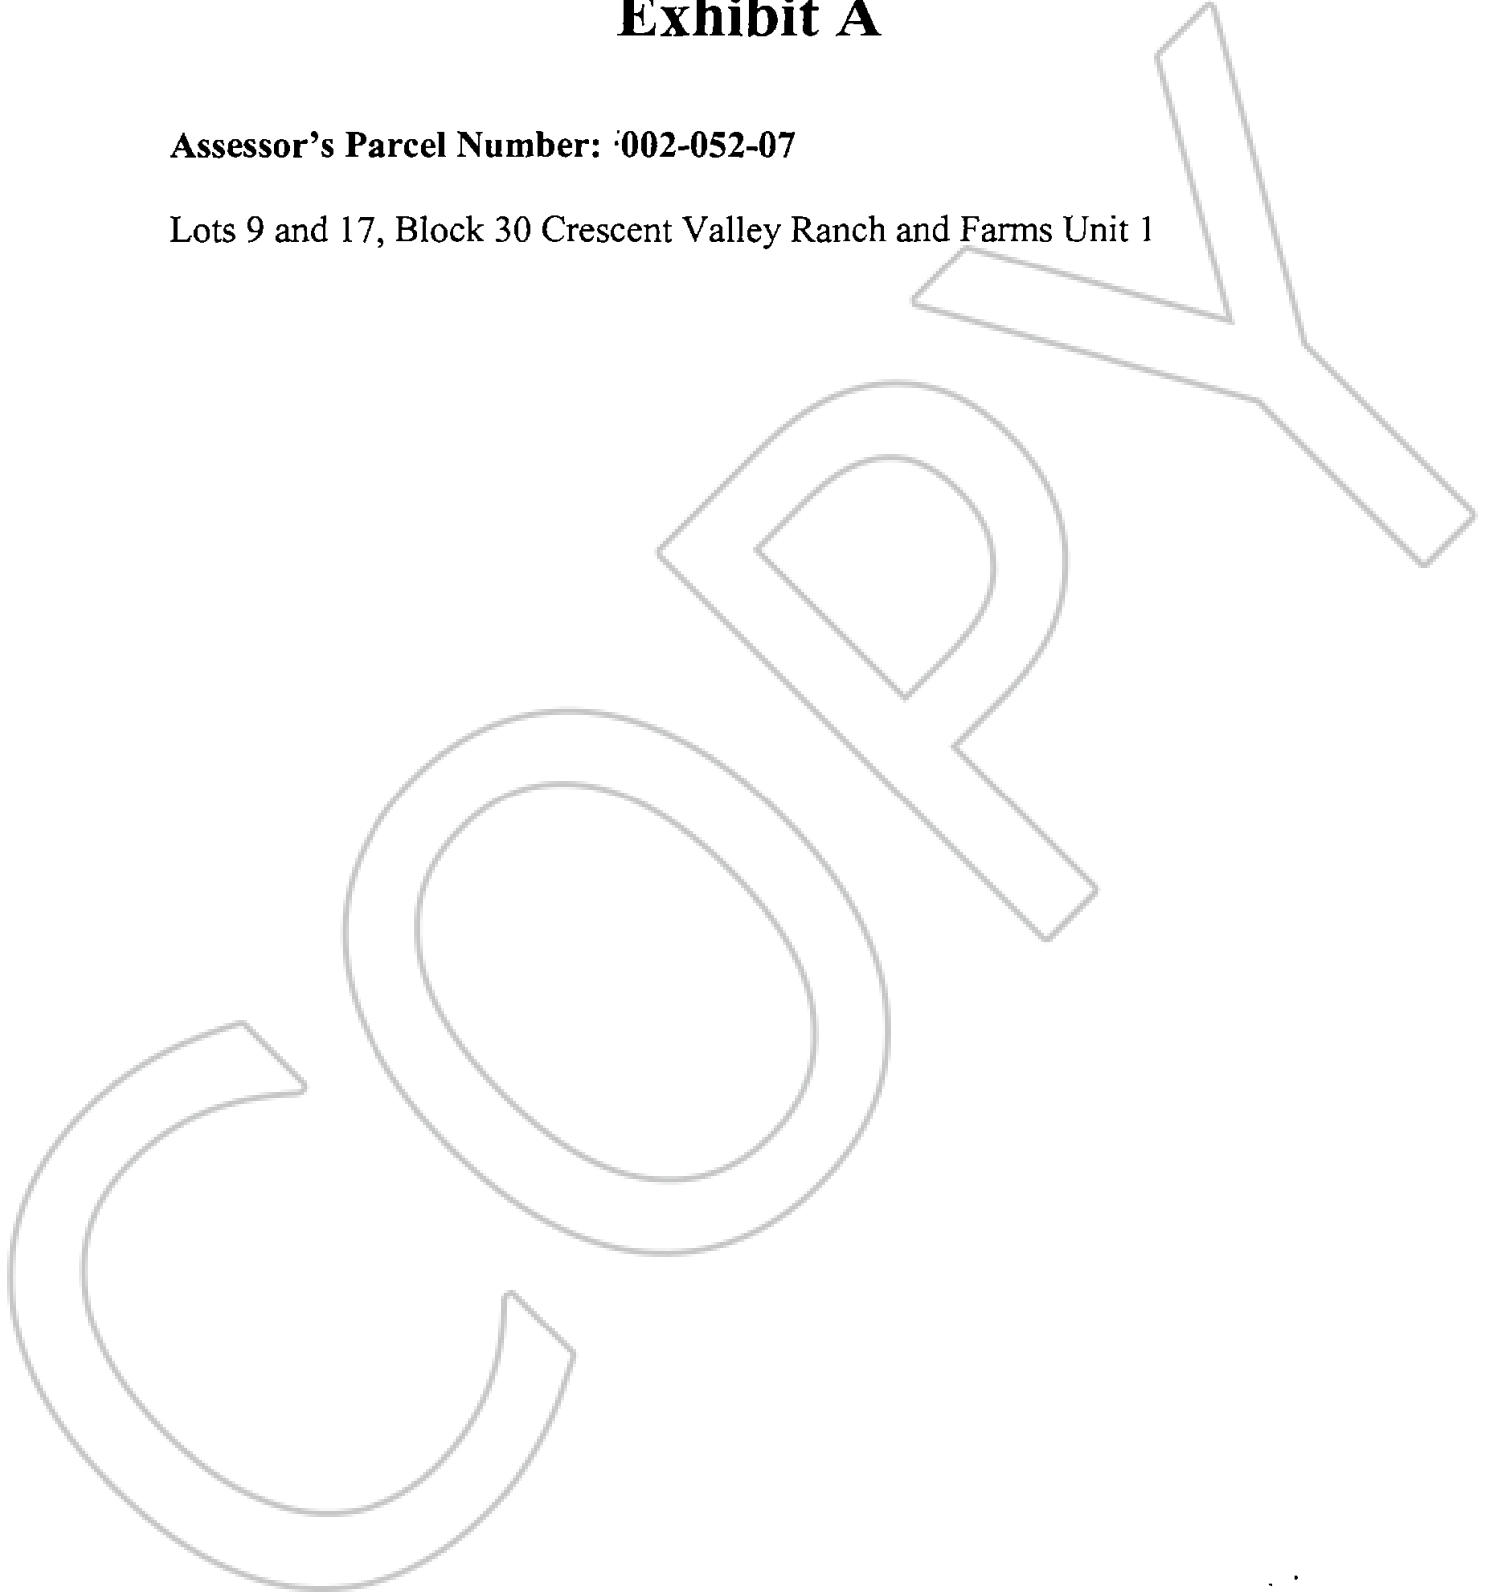 Exhibit A
Assessor's Parcel Number: 002-052-07
Lots 9 and 17, Block 30 Crescent Valley Ranch and Farms Unit 1
COPY